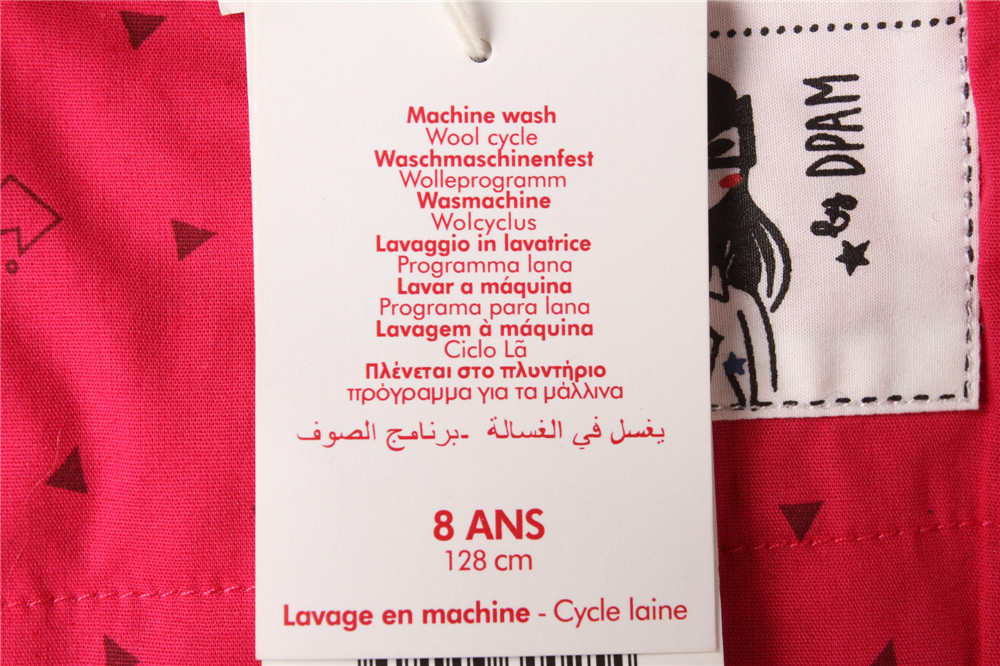 Machine wash
Wool cycle
Waschmaschinenfest
Wolleprogramm
Wasmachine
Wolcyclus
Lavaggio in lavatrice
Programma lana
Lavar a máquina
Programa para lana
Lavagem à máquina
Ciclo Lã
Πλένεται στο πλυντήριο
πρόγραμμα για τα μάλλινα
يغسل في الغسالة -برنامج الصوف
8 ANS
128 cm
Lavage en machine - Cycle laine
by DPAM